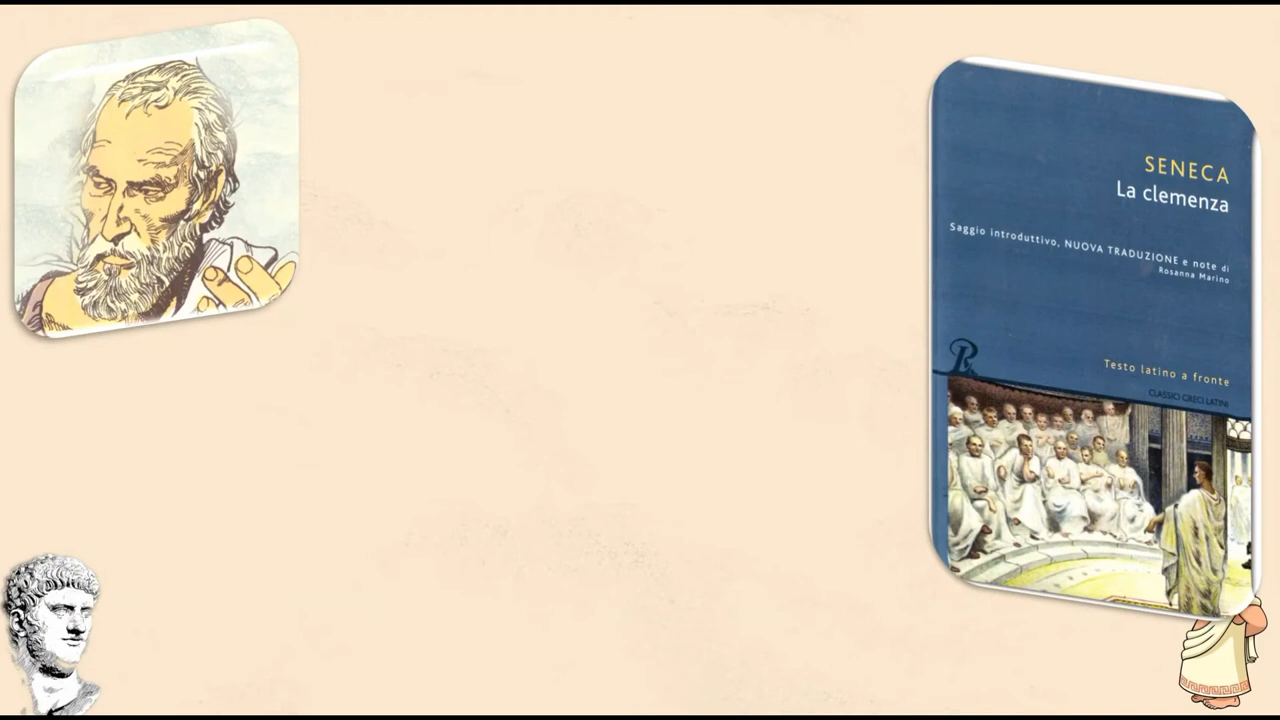 SENECA
La clemenza
Saggio introduttivo, NUOVA TRADUZIONE e note di
Rosanna Marino
Testo latino a fronte
CLASSICI GRECI LATINI